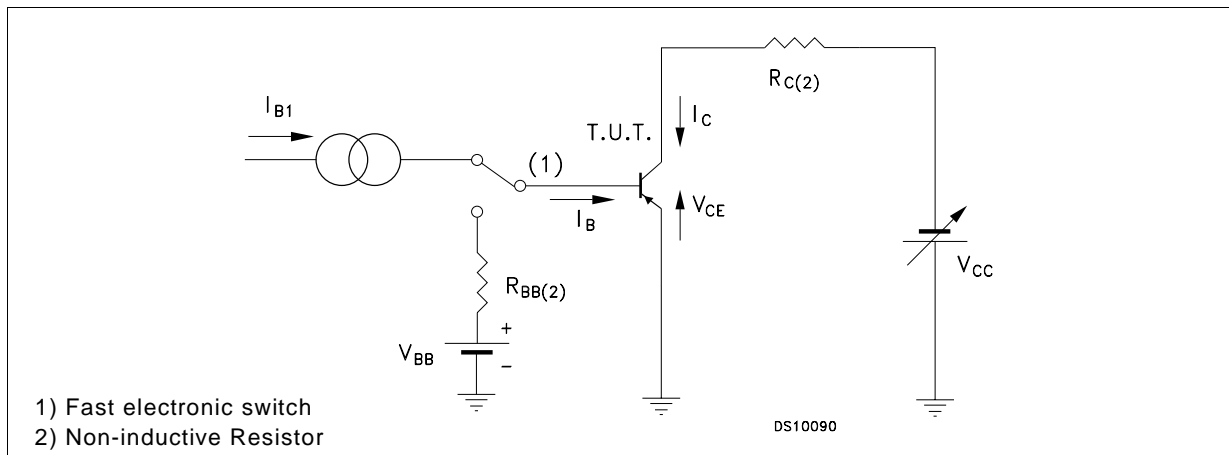 R_C(2)
I_B1
T.U.T.
I_C
(1)
I_B
V_CE
V_CC
R_BB(2)
+
V_BB
-
1) Fast electronic switch
2) Non-inductive Resistor
DS10090